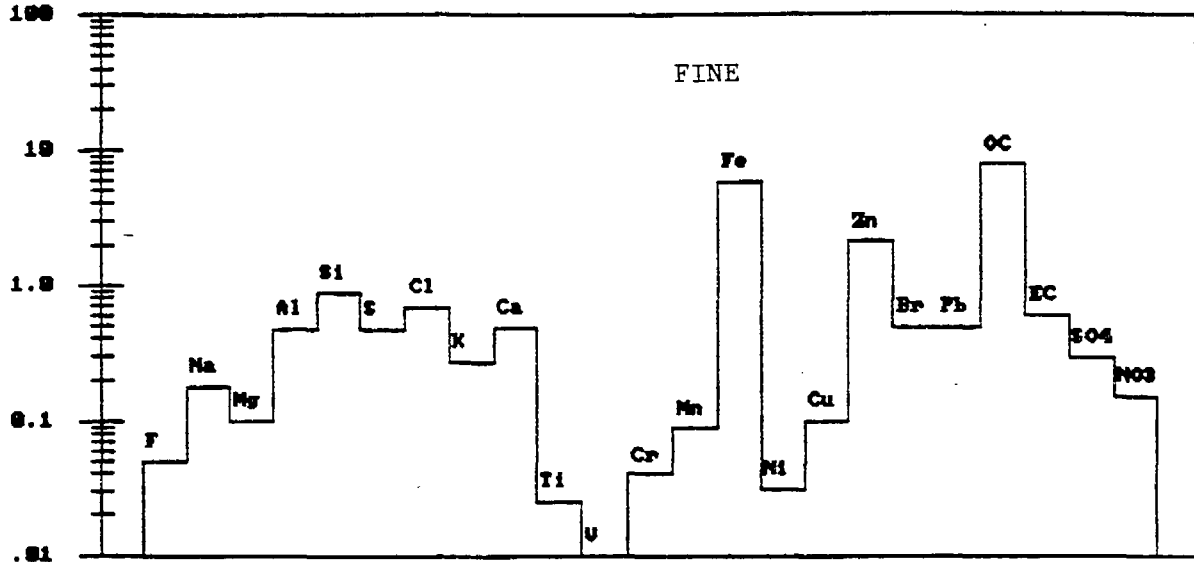 100
FINE
10
OC
Fe
Zn
1.0
Si
Al
S
Cl
Ca
Br
Pb
EC
K
SO4
Na
NO3
Mg
Mn
Cu
0.1
F
Cr
Ni
Ti
V
.01